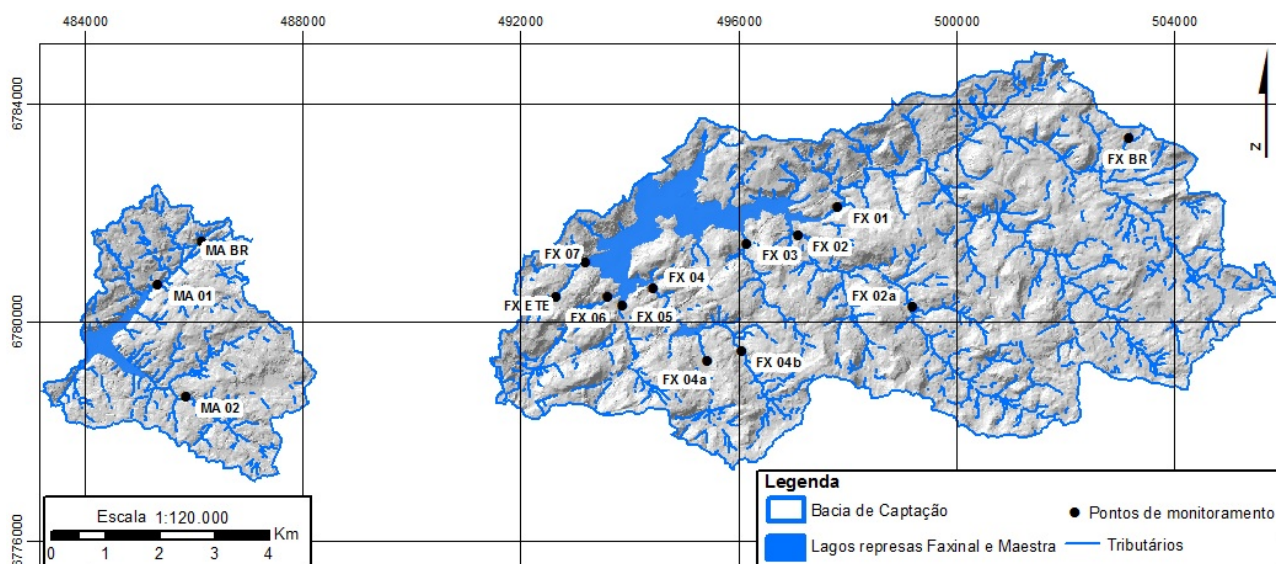 484000 488000 492000 496000 500000 5040000
6784000
6780000
6776000
N
FX BR
FX 01
MA BR
FX 02
FX 03
FX 07
FX 04
MA 01
FX ETE
FX 06
FX 05
FX 02a
FX 04b
FX 04a
MA 02
Legenda
Bacia de Captação
Pontos de monitoramento
Lagos represas Faxinal e Maestra
Tributários
Escala 1:120.000
Km
0 1 2 3 4